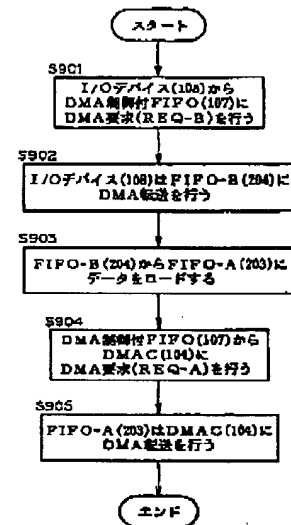 スタート
S901
I/Oデバイス(108)から
DMA制御付FIFO(107)に
DMA要求(REQ-B)を行う
S902
I/Oデバイス(108)はFIFO-B(204)に
DMA転送を行う
S903
FIFO-B(204)からFIFO-A(203)に
データをロードする
S904
DMA制御付FIFO(107)から
DMAC(104)に
DMA要求(REQ-A)を行う
S905
FIFO-A(203)はDMAC(104)に
DMA転送を行う
エンド